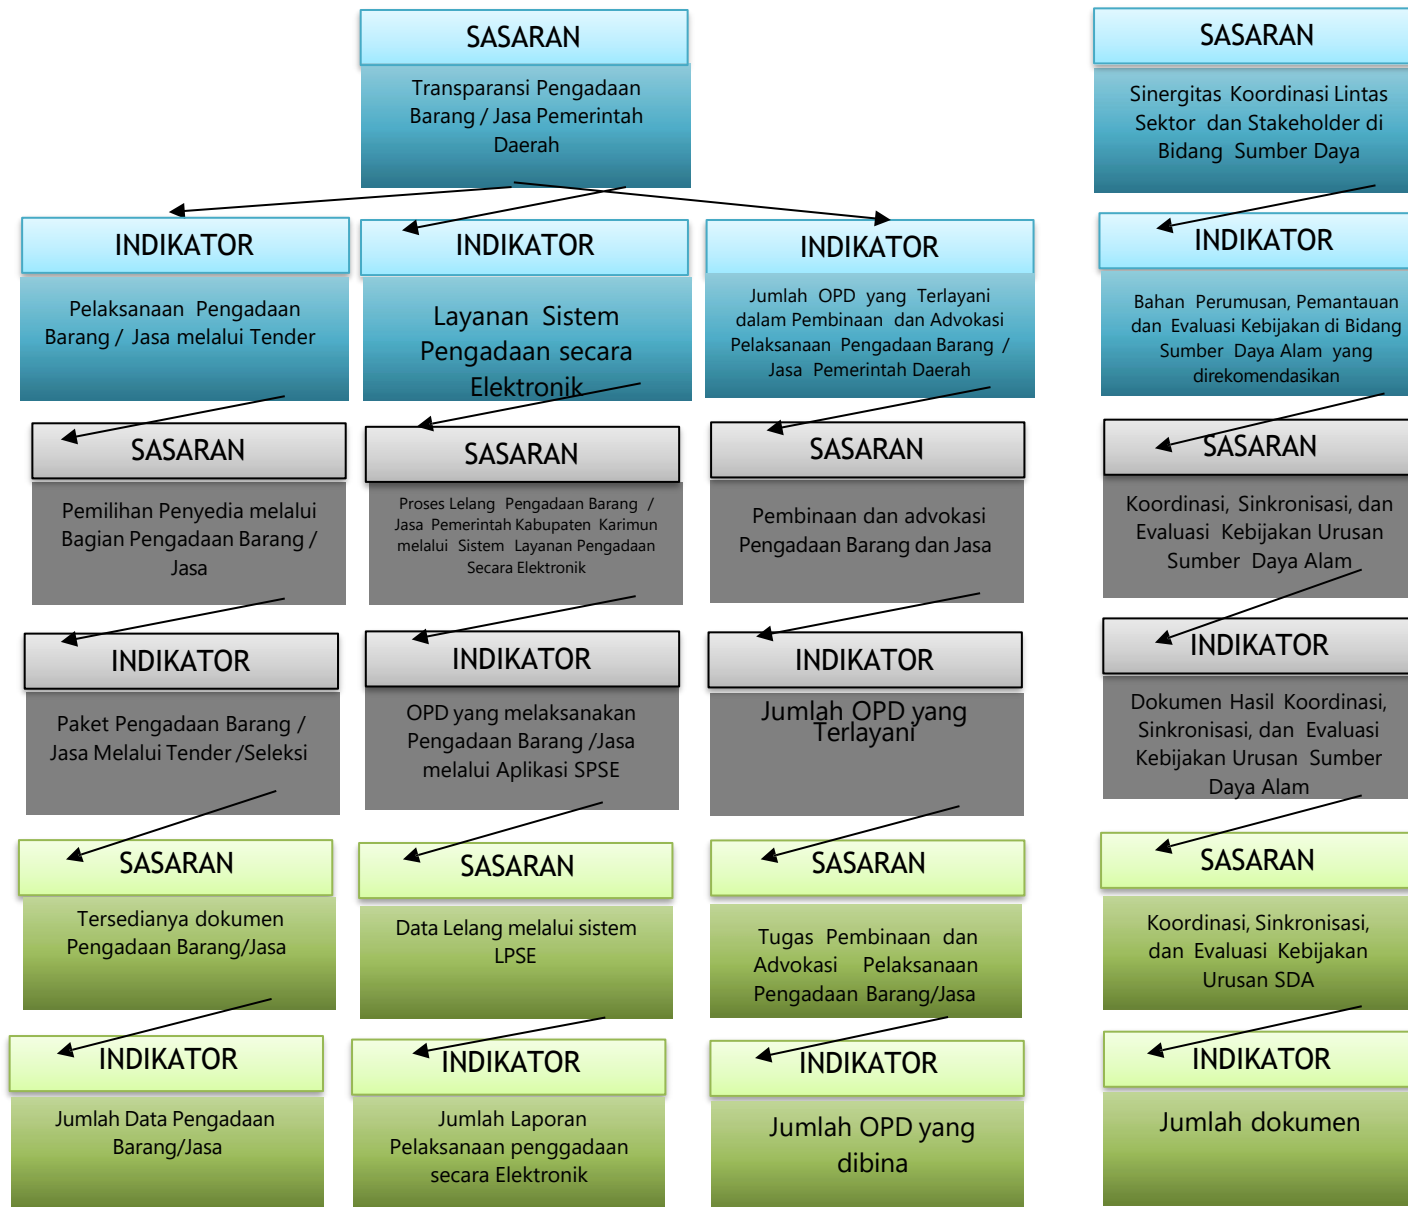 SASARAN
Transparansi Pengadaan
Barang / Jasa Pemerintah
Daerah
SASARAN
Sinergitas Koordinasi Lintas
Sektor dan Stakeholder di
Bidang Sumber Daya
INDIKATOR
Pelaksanaan Pengadaan
Barang / Jasa melalui Tender
INDIKATOR
Layanan Sistem
Pengadaan secara
Elektronik
INDIKATOR
Jumlah OPD yang Terlayani
dalam Pembinaan dan Advokasi
Pelaksanaan Pengadaan Barang /
Jasa Pemerintah Daerah
INDIKATOR
Bahan Perumusan, Pemantauan
dan Evaluasi Kebijakan di Bidang
Sumber Daya Alam yang
direkomendasikan
SASARAN
Pemilihan Penyedia melalui
Bagian Pengadaan Barang /
Jasa
SASARAN
Proses Lelang Pengadaan Barang /
Jasa Pemerintah Kabupaten Karimun
melalui Sistem Layanan Pengadaan
Secara Elektronik
SASARAN
Pembinaan dan advokasi
Pengadaan Barang dan Jasa
SASARAN
Koordinasi, Sinkronisasi, dan
Evaluasi Kebijakan Urusan
Sumber Daya Alam
INDIKATOR
Paket Pengadaan Barang /
Jasa Melalui Tender /Seleksi
INDIKATOR
OPD yang melaksanakan
Pengadaan Barang /Jasa
melalui Aplikasi SPSE
INDIKATOR
Jumlah OPD yang
Terlayani
INDIKATOR
Dokumen Hasil Koordinasi,
Sinkronisasi, dan Evaluasi
Kebijakan Urusan Sumber
Daya Alam
SASARAN
Tersedianya dokumen
Pengadaan Barang/Jasa
SASARAN
Data Lelang melalui sistem
LPSE
SASARAN
Tugas Pembinaan dan
Advokasi Pelaksanaan
Pengadaan Barang/Jasa
SASARAN
Koordinasi, Sinkronisasi,
dan Evaluasi Kebijakan
Urusan SDA
INDIKATOR
Jumlah Data Pengadaan
Barang/Jasa
INDIKATOR
Jumlah Laporan
Pelaksanaan penggadaan
secara Elektronik
INDIKATOR
Jumlah OPD yang
dibina
INDIKATOR
Jumlah dokumen